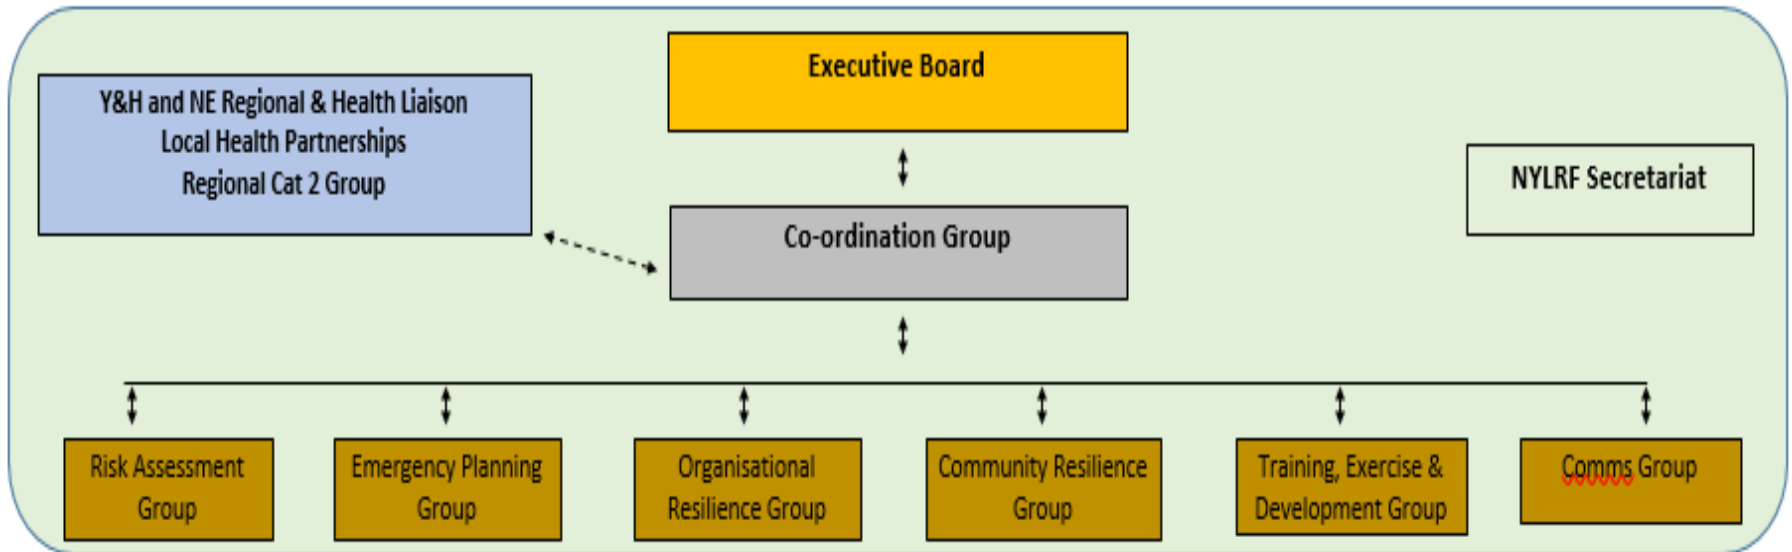 Executive Board
Y&H and NE Regional & Health Liaison
Local Health Partnerships
Regional Cat 2 Group
NYLRF Secretariat
Co-ordination Group
Risk Assessment
Group
Emergency Planning
Group
Organisational
Resilience Group
Community Resilience
Group
Training, Exercise &
Development Group
Comms Group